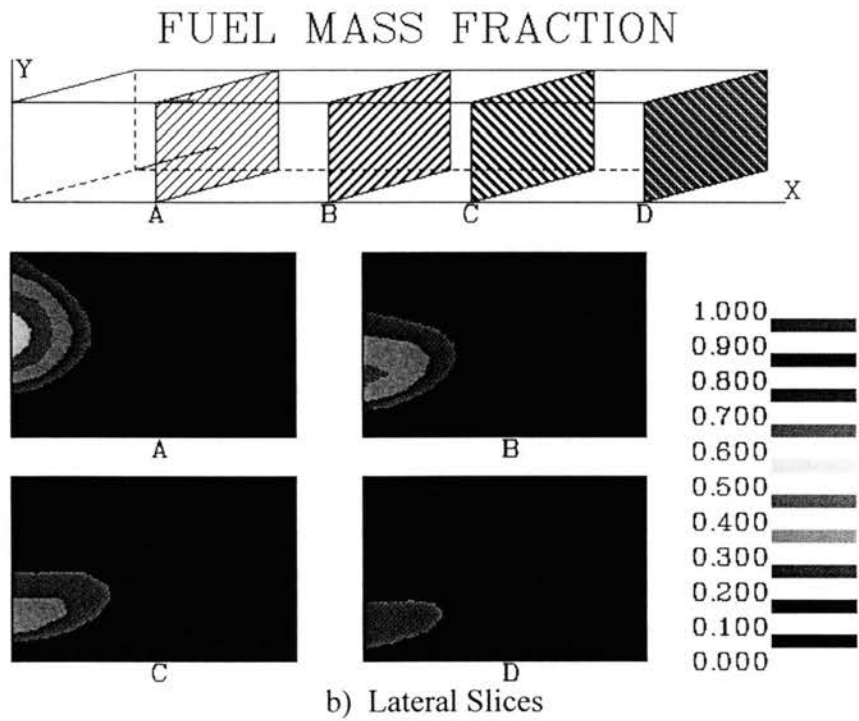 FUEL MASS FRACTION
Y
X
A
B
C
D
A
B
1.000
0.900
0.800
0.700
0.600
0.500
0.400
0.300
0.200
0.100
0.000
C
D
b) Lateral Slices